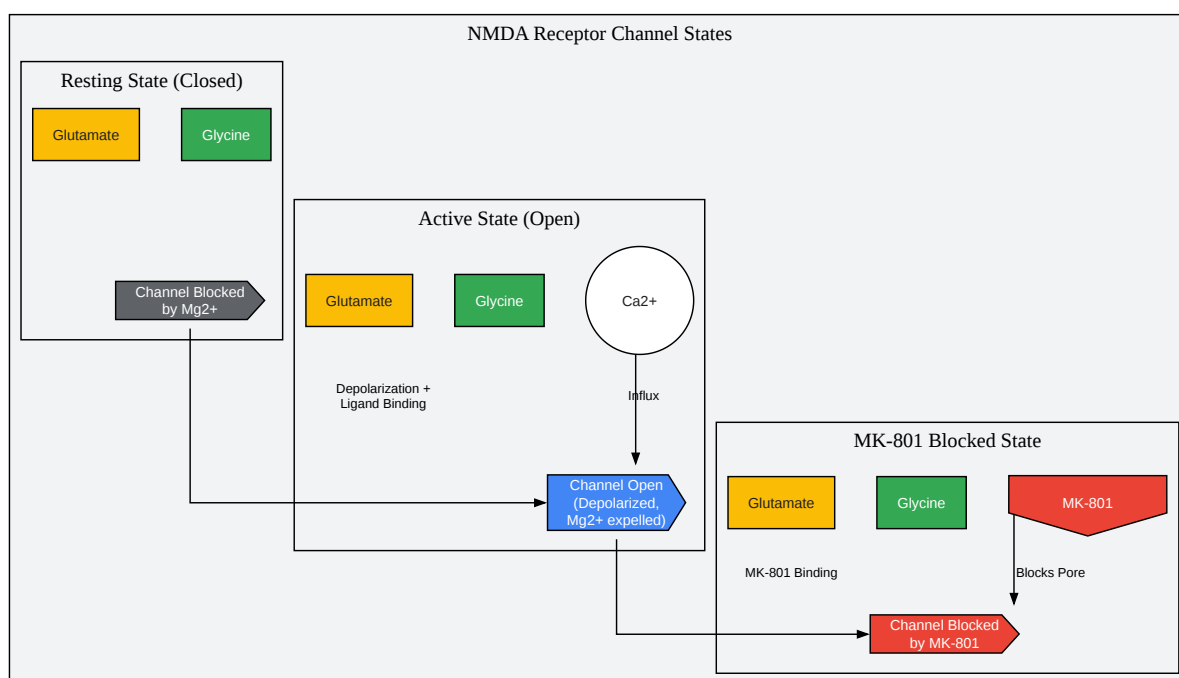 NMDA Receptor Channel States
Resting State (Closed)
Glutamate
Glycine
Channel Blocked
by Mg2+
Active State (Open)
Glutamate
Glycine
Ca2+
Depolarization +
Ligand Binding
Influx
Channel Open
(Depolarized,
Mg2+ expelled)
MK-801 Blocked State
Glutamate
Glycine
MK-801
MK-801 Binding
Blocks Pore
Channel Blocked
by MK-801